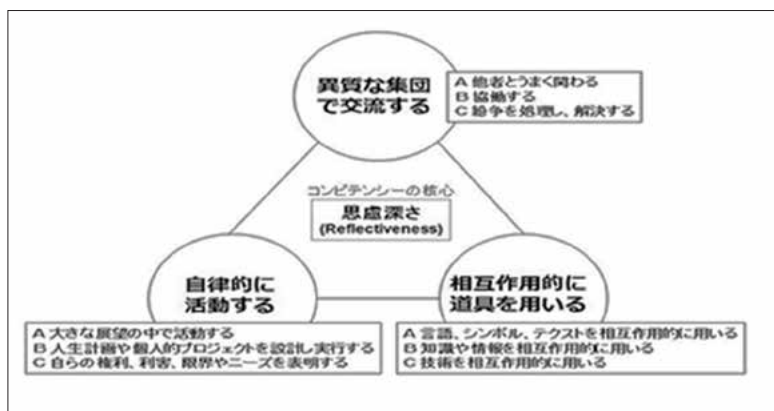 異質な集団
で交流する
A 他者とうまく関わる
B 協働する
C 紛争を処理し、解決する
コンピテンシーの核心
思慮深さ
(Reflectiveness)
自律的に
活動する
A 大きな展望の中で活動する
B 人生計画や個人的プロジェクトを設計し実行する
C 自らの権利、利害、限界やニーズを表明する
相互作用的に
道具を用いる
A 言語、シンボル、テクストを相互作用的に用いる
B 知識や情報を相互作用的に用いる
C 技術を相互作用的に用いる